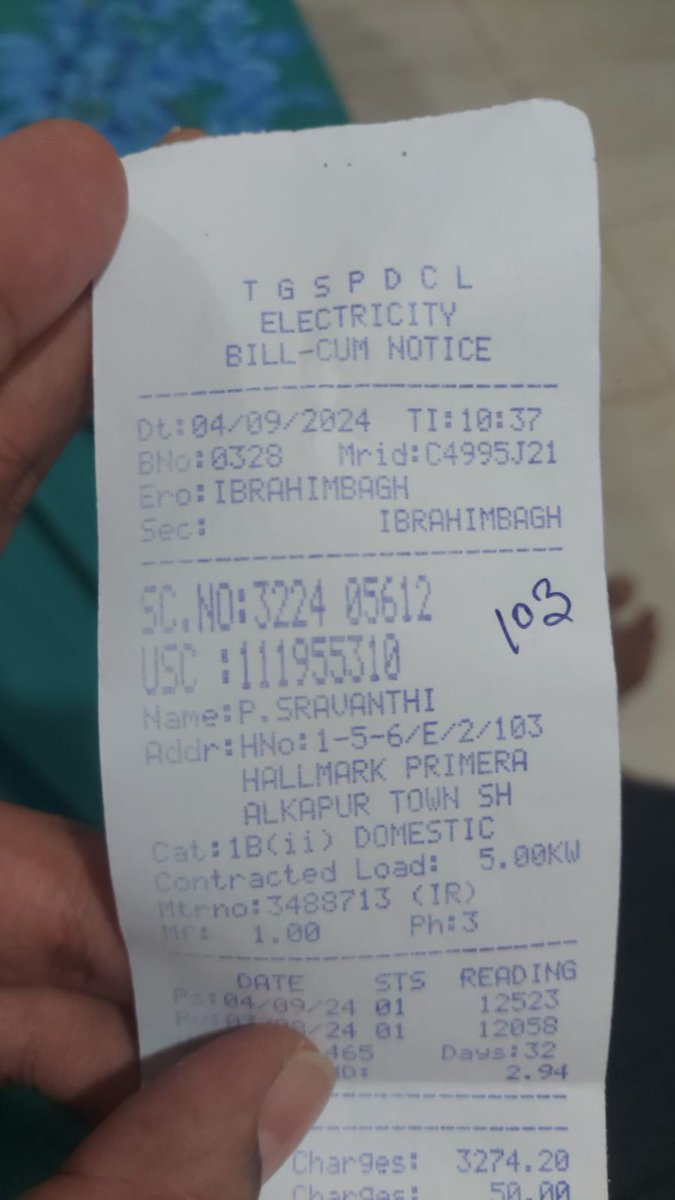 T G S P D C L
ELECTRICITY
BILL-CUM NOTICE
Dt:04/09/2024 TI:10:37
BNo:0328 Mrid:C4995J21
Ero:IBRAHIMBAGH
Sec: IBRAHIMBAGH
SC.NO:3224 05612
103
USC :111955310
Name:P.SRAVANTHI
Addr:HNo:1-5-6/E/2/103
HALLMARK PRIMERA
ALKAPUR TOWN SH
Cat:1B(ii) DOMESTIC
Contracted Load: 5.00KW
Mtrno:3488713 (IR)
Mf: 1.00 Ph:3
DATE STS READING
Ps:04/09/24 01 12523
/24 01 12058
465 Days:32
2.94
Charges: 3274.20
Charges: 50.00